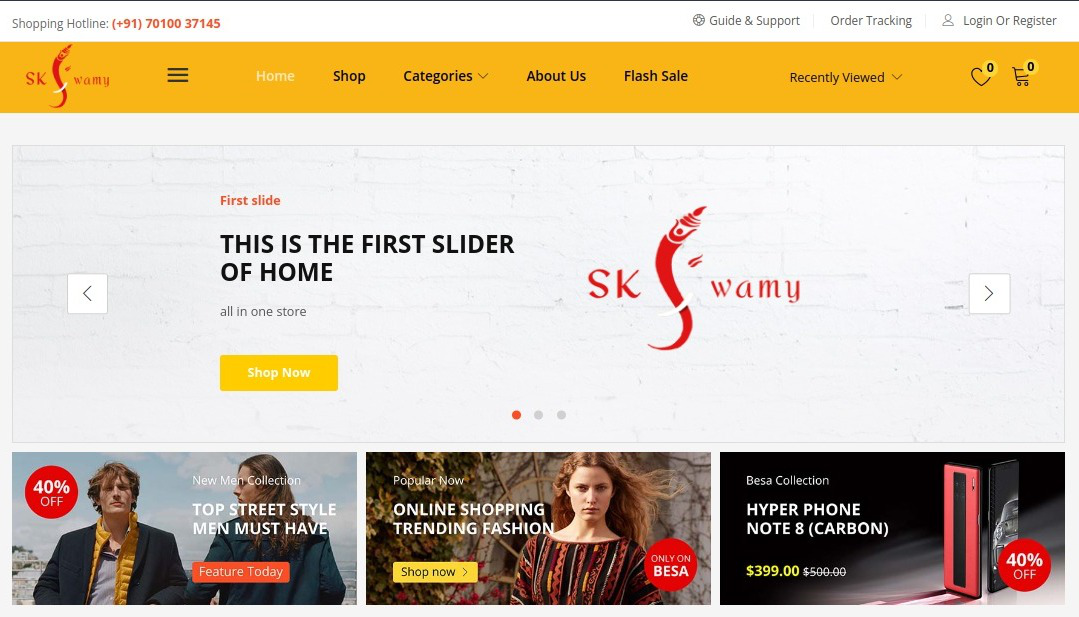 Shopping Hotline: (+91) 70100 37145
Guide & Support
Order Tracking
Login Or Register
SK Swamy
Home
Shop
Categories
About Us
Flash Sale
Recently Viewed
0
0
First slide
THIS IS THE FIRST SLIDER
OF HOME
all in one store
Shop Now
SK Swamy
40%
OFF
New Men Collection
TOP STREET STYLE
MEN MUST HAVE
Feature Today
Popular Now
ONLINE SHOPPING
TRENDING FASHION
Shop now
ONLY ON
BESA
Besa Collection
HYPER PHONE
NOTE 8 (CARBON)
$399.00 $500.00
40%
OFF